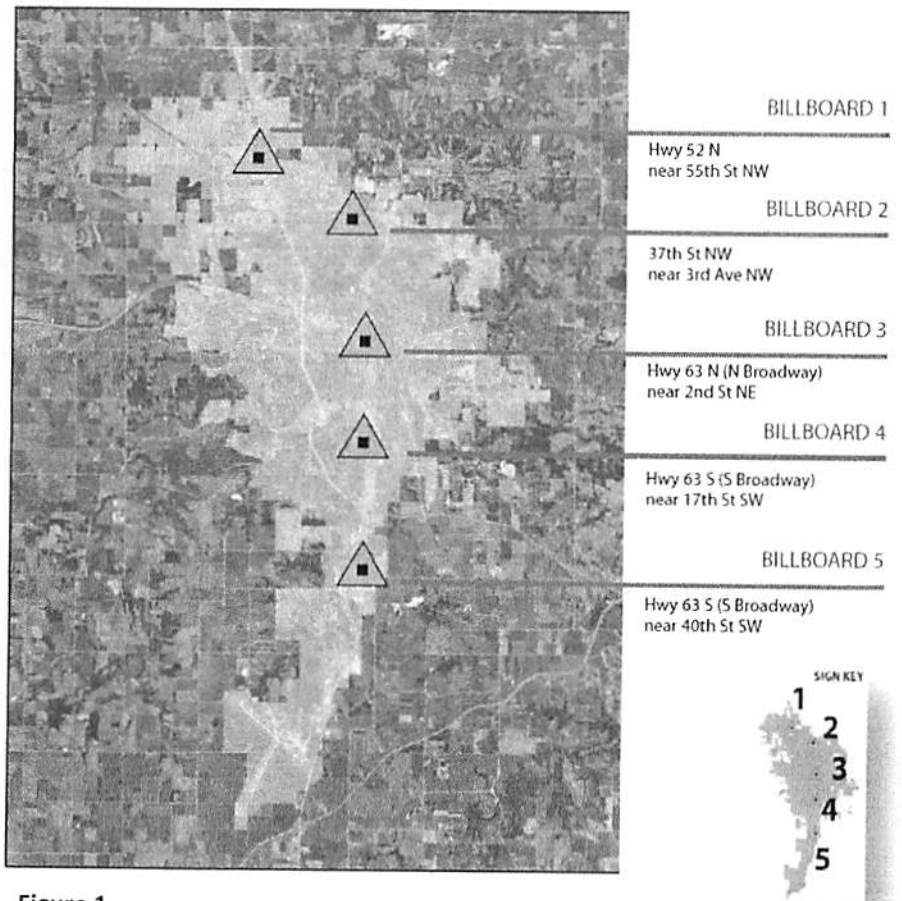 BILLBOARD 1
Hwy 52 N
near 55th St NW
BILLBOARD 2
37th St NW
near 3rd Ave NW
BILLBOARD 3
Hwy 63 N (N Broadway)
near 2nd St NE
BILLBOARD 4
Hwy 63 S (S Broadway)
near 17th St SW
BILLBOARD 5
Hwy 63 S (S Broadway)
near 40th St SW
SIGN KEY
1
2
3
4
5
Figure 1